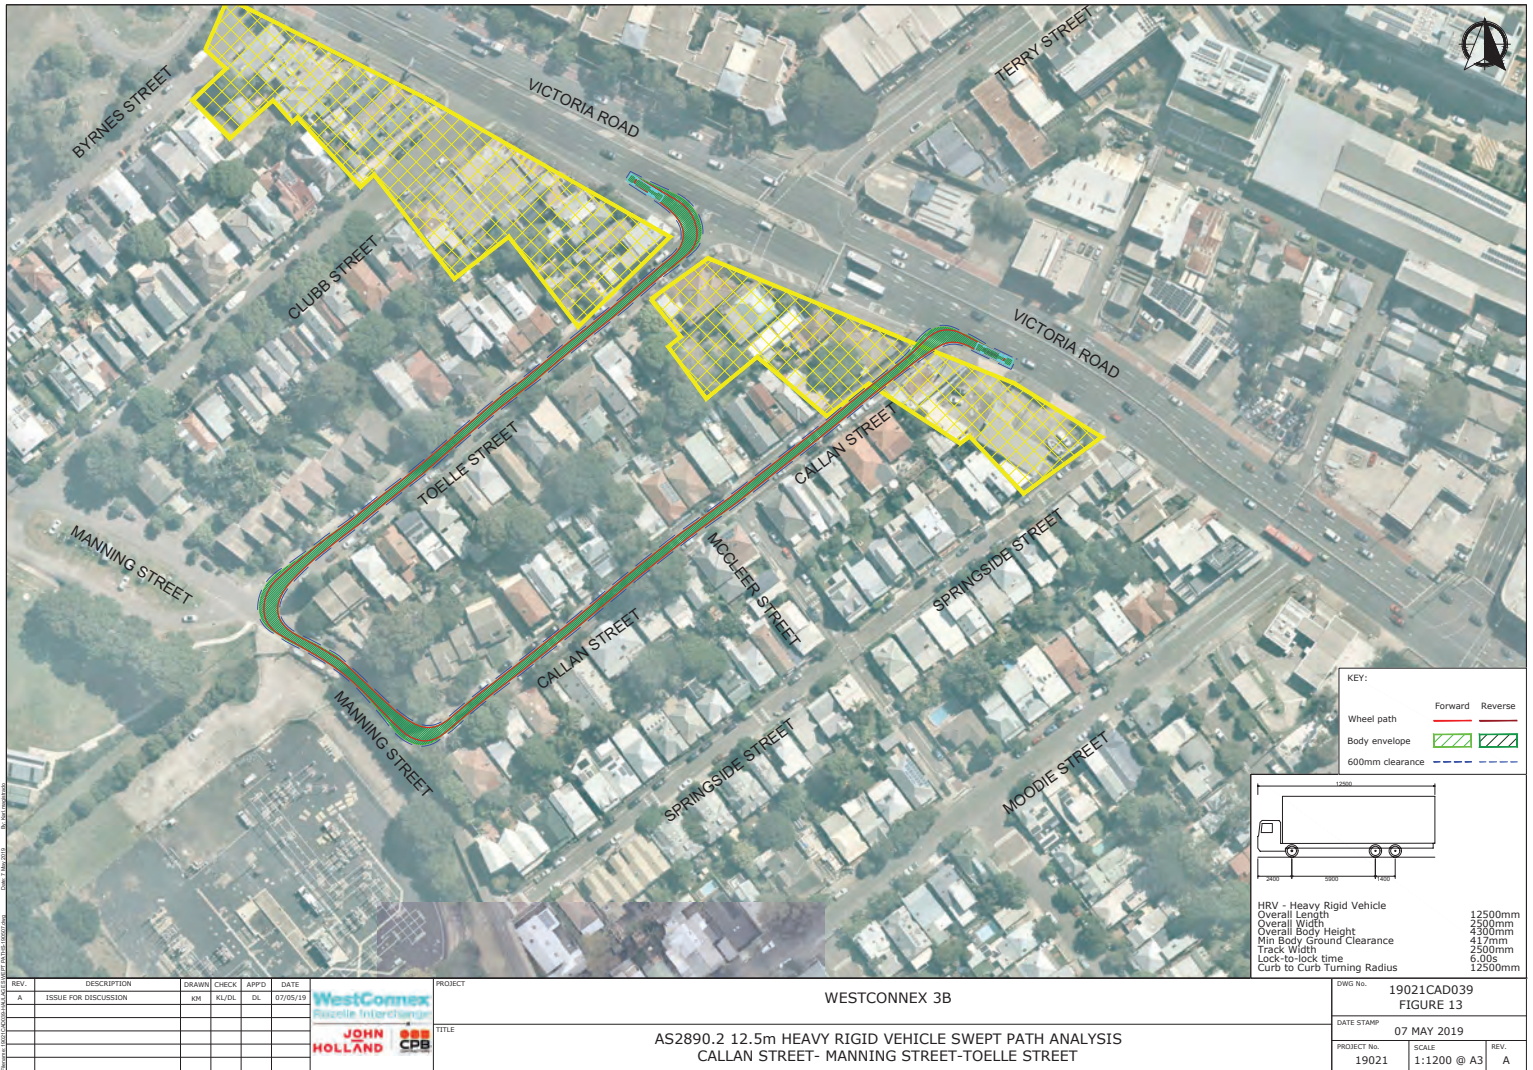 BYRNES STREET
VICTORIA ROAD
TERRY STREET
CLUBB STREET
VICTORIA ROAD
TOELLE STREET
CALLAN STREET
MANNING STREET
MCCLEER STREET
SPRINGSIDE STREET
CALLAN STREET
MANNING STREET
SPRINGSIDE STREET
MOODIE STREET
KEY:
Forward Reverse
Wheel path
Body envelope
600mm clearance
12500
2400 5900 1400
HRV - Heavy Rigid Vehicle
Overall Length 12500mm
Overall Width 2500mm
Overall Body Height 4300mm
Min Body Ground Clearance 417mm
Track Width 2500mm
Lock-to-lock time 6.00s
Curb to Curb Turning Radius 12500mm
REV. DESCRIPTION DRAWN CHECK APP'D DATE
A ISSUE FOR DISCUSSION KM KL/DL DL 07/05/19
WestConnex
Rozelle Interchange
JOHN HOLLAND
CPB
CONTRACTORS
PROJECT
WESTCONNEX 3B
TITLE
AS2890.2 12.5m HEAVY RIGID VEHICLE SWEPT PATH ANALYSIS
CALLAN STREET- MANNING STREET-TOELLE STREET
DWG No.
19021CAD039
FIGURE 13
DATE STAMP
07 MAY 2019
PROJECT No. SCALE REV.
19021 1:1200 @ A3 A